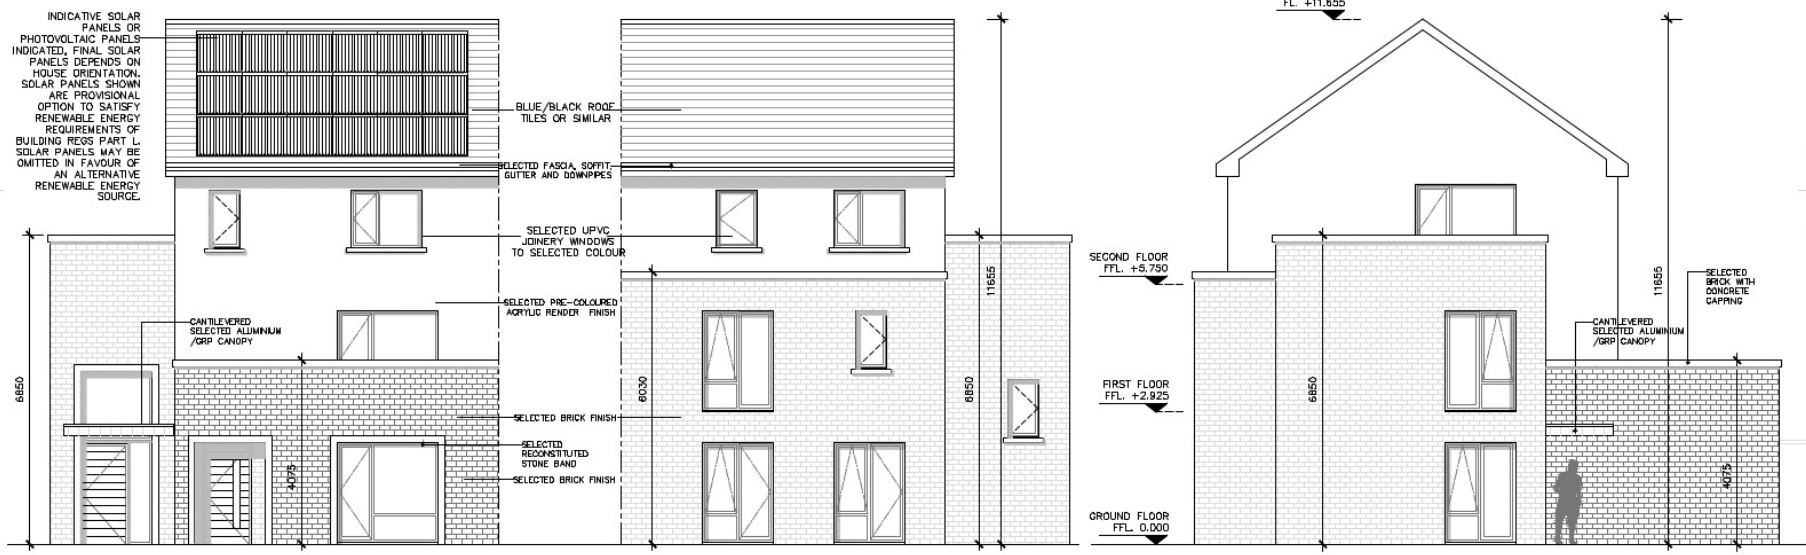 INDICATIVE SOLAR
PANELS OR
PHOTOVOLTAIC PANELS
INDICATED, FINAL SOLAR
PANELS DEPENDS ON
HOUSE ORIENTATION.
SOLAR PANELS SHOWN
ARE PROVISIONAL
OPTION TO SATISFY
RENEWABLE ENERGY
REQUIREMENTS OF
BUILDING REGS PART L.
SOLAR PANELS MAY BE
OMITTED IN FAVOUR OF
AN ALTERNATIVE
RENEWABLE ENERGY
SOURCE.
BLUE/BLACK ROOF
TILES OR SIMILAR
SELECTED FASCIA, SOFFIT,
GUTTER AND DOWNPIPES
SELECTED UPVC
JOINERY WINDOWS
TO SELECTED COLOUR
SELECTED PRE-COLOURED
ACRYLIC RENDER FINISH
CANTILEVERED
SELECTED ALUMINIUM
/GRP CANOPY
SELECTED BRICK FINISH
SELECTED
RECONSTITUTED
STONE BAND
SELECTED BRICK FINISH
6850
4075
6030
6850
11655
FL. +11.655
SECOND FLOOR
FFL. +5.750
FIRST FLOOR
FFL. +2.925
GROUND FLOOR
FFL. 0.000
6850
11655
4075
SELECTED
BRICK WITH
CONCRETE
CAPPING
CANTILEVERED
SELECTED ALUMINIUM
/GRP CANOPY